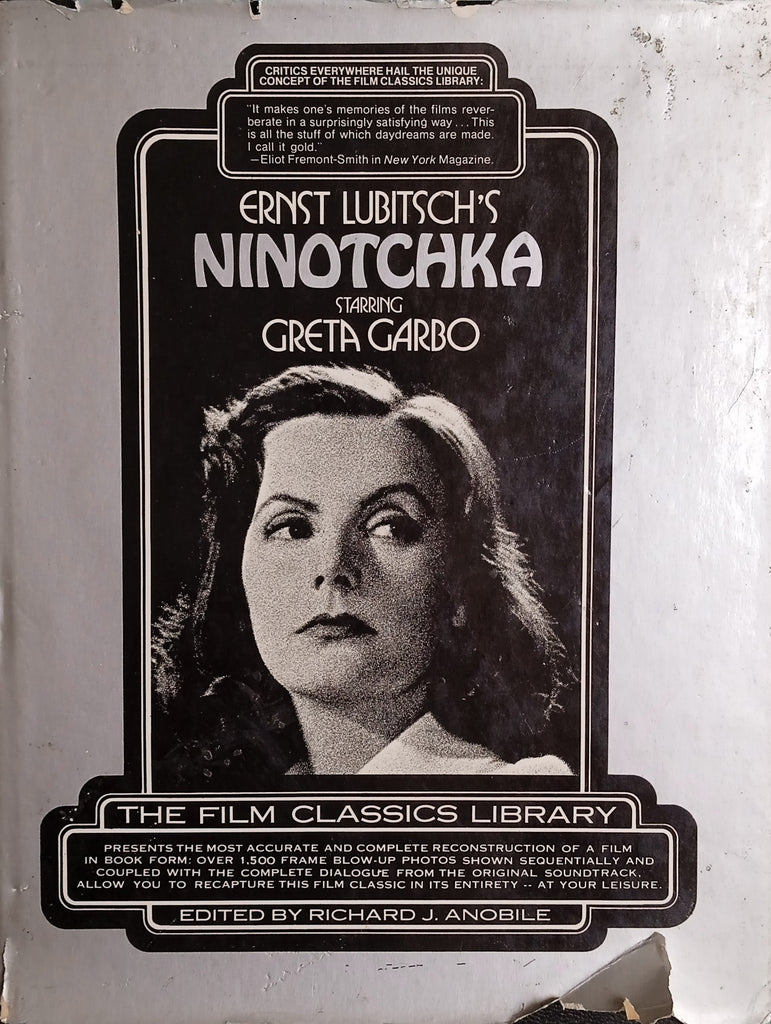 CRITICS EVERYWHERE HAIL THE UNIQUE
CONCEPT OF THE FILM CLASSICS LIBRARY:
"It makes one's memories of the films rever-
berate in a surprisingly satisfying way . . . This
is all the stuff of which daydreams are made.
I call it gold."
—Eliot Fremont-Smith in New York Magazine.
ERNST LUBITSCH'S
NINOTCHKA
STARRING
GRETA GARBO
THE FILM CLASSICS LIBRARY
PRESENTS THE MOST ACCURATE AND COMPLETE RECONSTRUCTION OF A FILM
IN BOOK FORM: OVER 1,500 FRAME BLOW-UP PHOTOS SHOWN SEQUENTIALLY AND
COUPLED WITH THE COMPLETE DIALOGUE FROM THE ORIGINAL SOUNDTRACK,
ALLOW YOU TO RECAPTURE THIS FILM CLASSIC IN ITS ENTIRETY -- AT YOUR LEISURE.
EDITED BY RICHARD J. ANOBILE